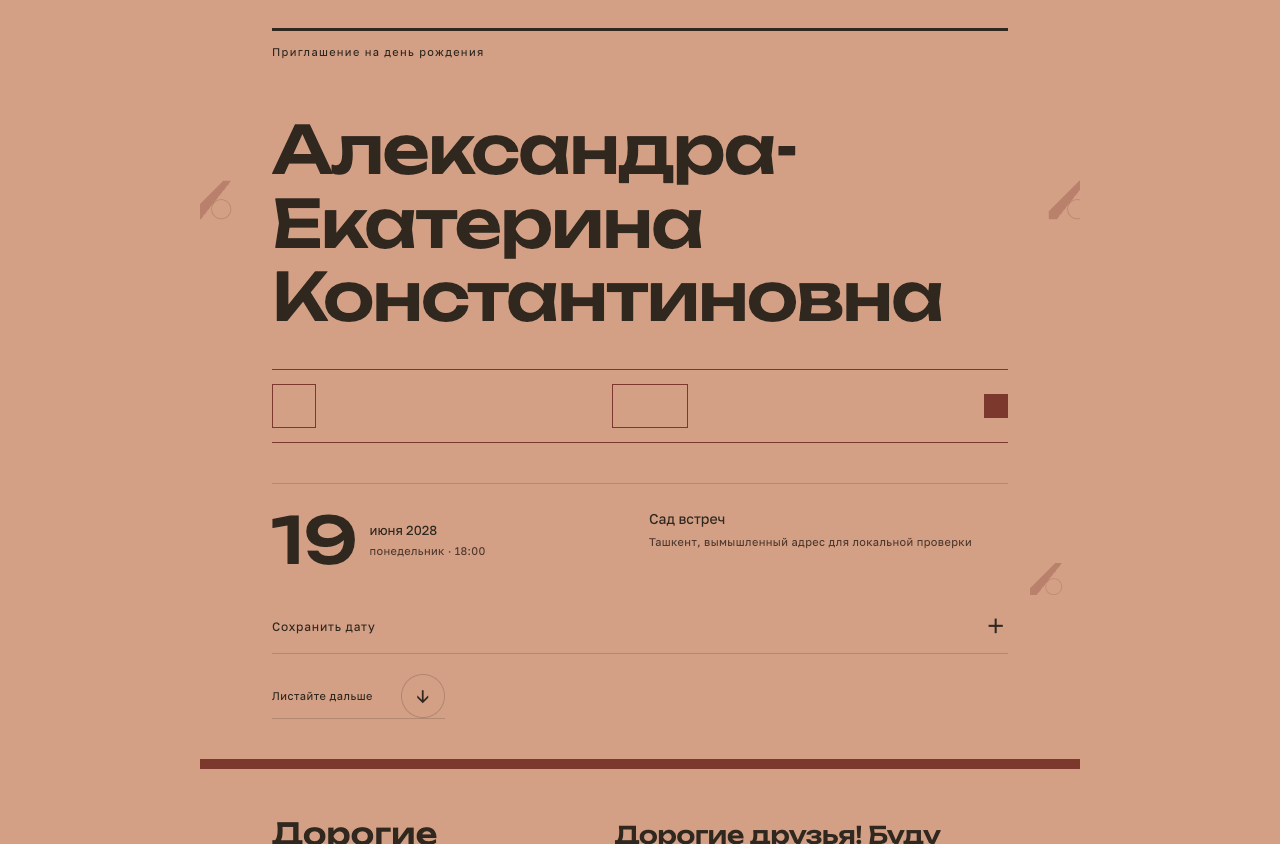 Приглашение на день рождения
Александра-
Екатерина
Константиновна
19
июня 2028
понедельник · 18:00
Сад встреч
Ташкент, вымышленный адрес для локальной проверки
Сохранить дату
+
Листайте дальше
Дорогие
Дорогие друзья! Буду